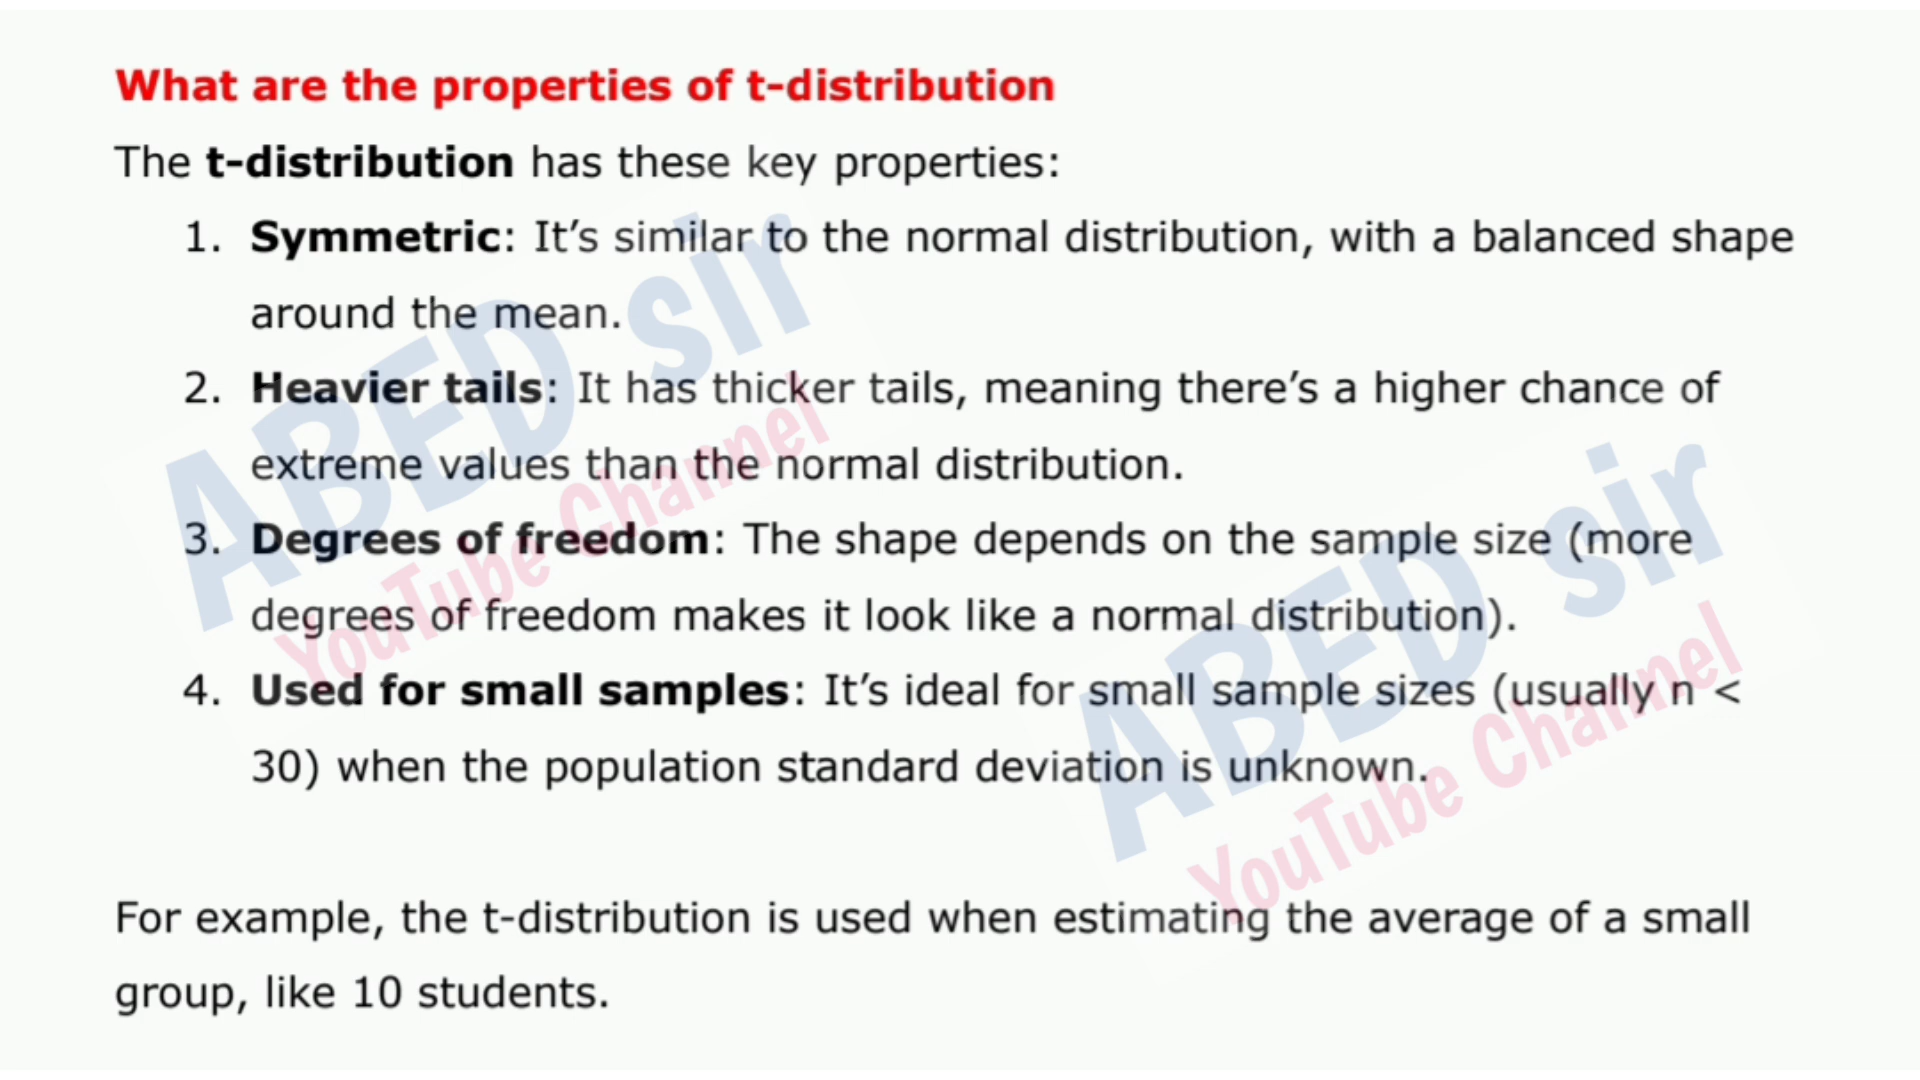 What are the properties of t-distribution
The t-distribution has these key properties:
1. Symmetric: It’s similar to the normal distribution, with a balanced shape
around the mean.
2. Heavier tails: It has thicker tails, meaning there’s a higher chance of
extreme values than the normal distribution.
3. Degrees of freedom: The shape depends on the sample size (more
degrees of freedom makes it look like a normal distribution).
4. Used for small samples: It’s ideal for small sample sizes (usually n <
30) when the population standard deviation is unknown.
For example, the t-distribution is used when estimating the average of a small
group, like 10 students.
ABED sir
YouTube Channel
ABED sir
YouTube Channel